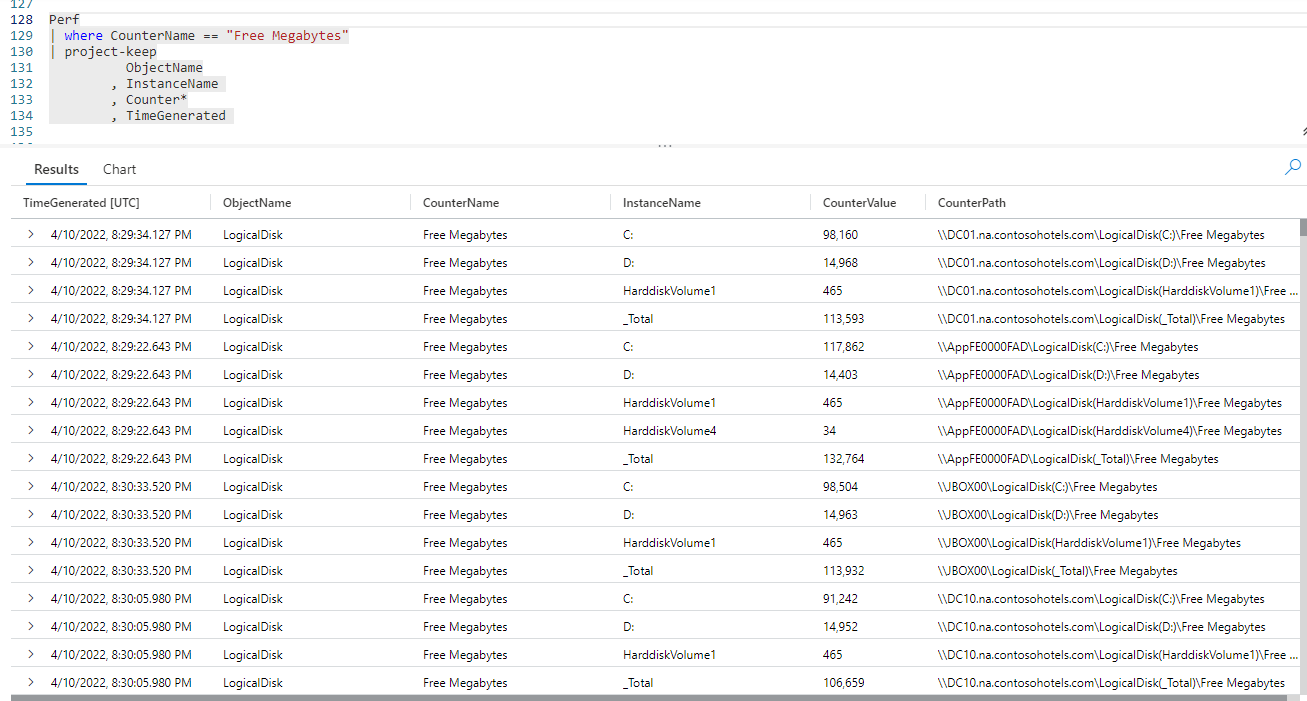 127
128 Perf
129 | where CounterName == "Free Megabytes"
130 | project-keep
131 ObjectName
132 , InstanceName
133 , Counter*
134 , TimeGenerated
135
...
Results Chart
TimeGenerated [UTC] ObjectName CounterName InstanceName CounterValue CounterPath
> 4/10/2022, 8:29:34.127 PM LogicalDisk Free Megabytes C: 98,160 \\DC01.na.contosohotels.com\LogicalDisk(C:)\Free Megabytes
> 4/10/2022, 8:29:34.127 PM LogicalDisk Free Megabytes D: 14,968 \\DC01.na.contosohotels.com\LogicalDisk(D:)\Free Megabytes
> 4/10/2022, 8:29:34.127 PM LogicalDisk Free Megabytes HarddiskVolume1 465 \\DC01.na.contosohotels.com\LogicalDisk(HarddiskVolume1)\Free ...
> 4/10/2022, 8:29:34.127 PM LogicalDisk Free Megabytes _Total 113,593 \\DC01.na.contosohotels.com\LogicalDisk(_Total)\Free Megabytes
> 4/10/2022, 8:29:22.643 PM LogicalDisk Free Megabytes C: 117,862 \\AppFE0000FAD\LogicalDisk(C:)\Free Megabytes
> 4/10/2022, 8:29:22.643 PM LogicalDisk Free Megabytes D: 14,403 \\AppFE0000FAD\LogicalDisk(D:)\Free Megabytes
> 4/10/2022, 8:29:22.643 PM LogicalDisk Free Megabytes HarddiskVolume1 465 \\AppFE0000FAD\LogicalDisk(HarddiskVolume1)\Free Megabytes
> 4/10/2022, 8:29:22.643 PM LogicalDisk Free Megabytes HarddiskVolume4 34 \\AppFE0000FAD\LogicalDisk(HarddiskVolume4)\Free Megabytes
> 4/10/2022, 8:29:22.643 PM LogicalDisk Free Megabytes _Total 132,764 \\AppFE0000FAD\LogicalDisk(_Total)\Free Megabytes
> 4/10/2022, 8:30:33.520 PM LogicalDisk Free Megabytes C: 98,504 \\JBOX00\LogicalDisk(C:)\Free Megabytes
> 4/10/2022, 8:30:33.520 PM LogicalDisk Free Megabytes D: 14,963 \\JBOX00\LogicalDisk(D:)\Free Megabytes
> 4/10/2022, 8:30:33.520 PM LogicalDisk Free Megabytes HarddiskVolume1 465 \\JBOX00\LogicalDisk(HarddiskVolume1)\Free Megabytes
> 4/10/2022, 8:30:33.520 PM LogicalDisk Free Megabytes _Total 113,932 \\JBOX00\LogicalDisk(_Total)\Free Megabytes
> 4/10/2022, 8:30:05.980 PM LogicalDisk Free Megabytes C: 91,242 \\DC10.na.contosohotels.com\LogicalDisk(C:)\Free Megabytes
> 4/10/2022, 8:30:05.980 PM LogicalDisk Free Megabytes D: 14,952 \\DC10.na.contosohotels.com\LogicalDisk(D:)\Free Megabytes
> 4/10/2022, 8:30:05.980 PM LogicalDisk Free Megabytes HarddiskVolume1 465 \\DC10.na.contosohotels.com\LogicalDisk(HarddiskVolume1)\Free ...
> 4/10/2022, 8:30:05.980 PM LogicalDisk Free Megabytes _Total 106,659 \\DC10.na.contosohotels.com\LogicalDisk(_Total)\Free Megabytes